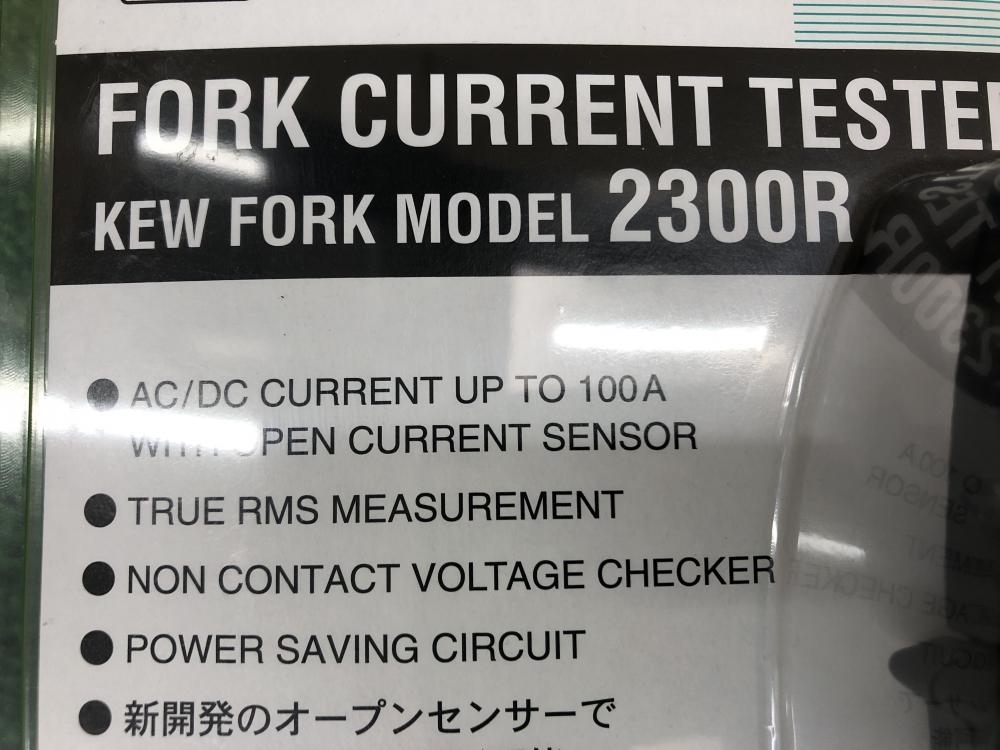 FORK CURRENT TESTER
KEW FORK MODEL 2300R
● AC/DC CURRENT UP TO 100A
WITH OPEN CURRENT SENSOR
● TRUE RMS MEASUREMENT
● NON CONTACT VOLTAGE CHECKER
● POWER SAVING CIRCUIT
● 新開発のオープンセンサーで